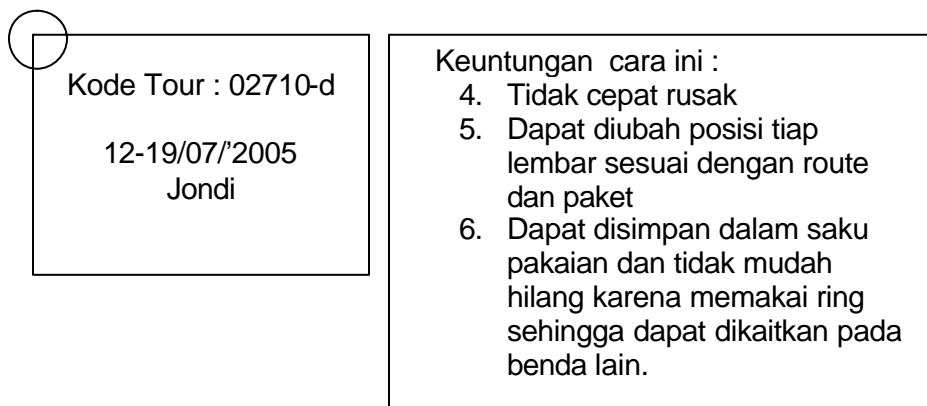 Kode Tour : 02710-d
12-19/07/'2005
Jondi
Keuntungan cara ini :
4. Tidak cepat rusak
5. Dapat diubah posisi tiap
lembar sesuai dengan route
dan paket
6. Dapat disimpan dalam saku
pakaian dan tidak mudah
hilang karena memakai ring
sehingga dapat dikaitkan pada
benda lain.